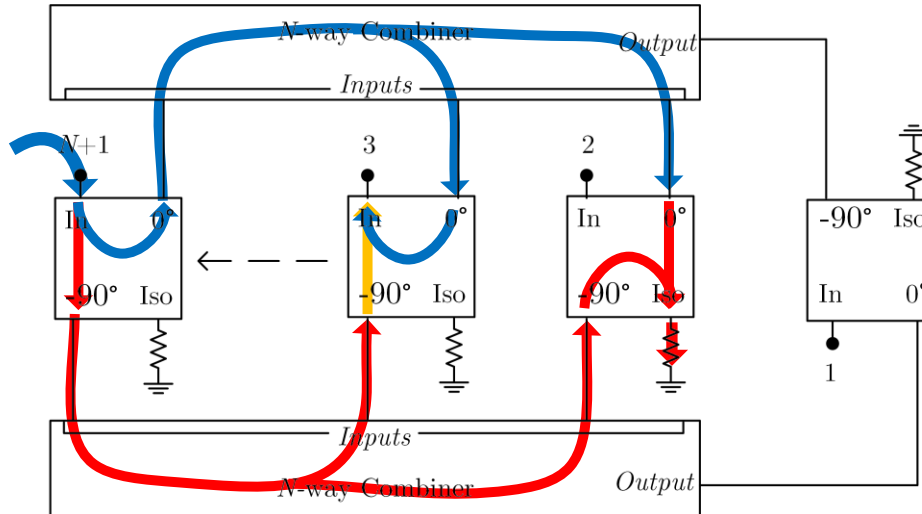 N-way Combiner
Output
Inputs
N+1
3
2
In
0°
In
0°
In
0°
-90°
Iso
-90°
Iso
-90°
Iso
-90°
Iso
In
0°
1
Inputs
N-way Combiner
Output